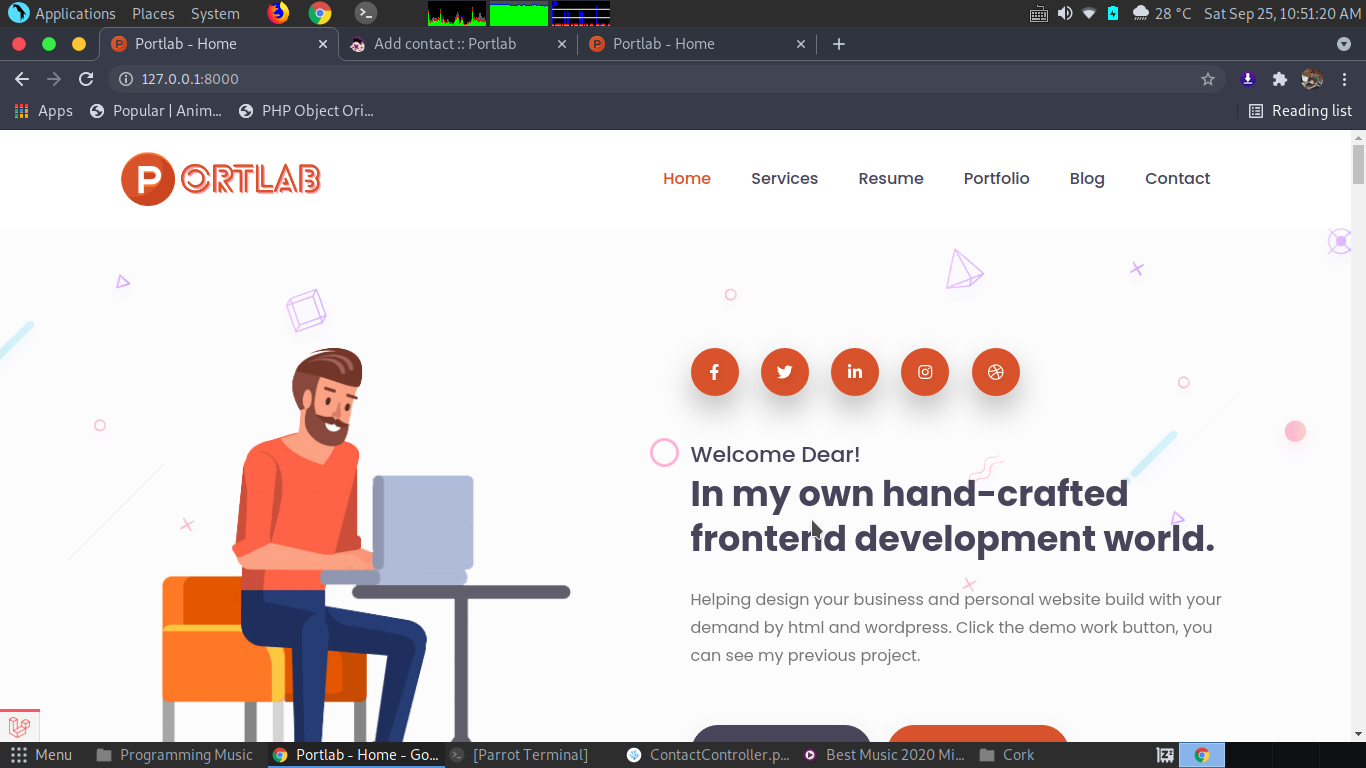 Applications Places System 28 °C Sat Sep 25, 10:51:20 AM
Portlab - Home Add contact :: Portlab Portlab - Home
127.0.0.1:8000
Apps Popular | Anim... PHP Object Ori... Reading list
PORTLAB
Home Services Resume Portfolio Blog Contact
Welcome Dear!
In my own hand-crafted
frontend development world.
Helping design your business and personal website build with your
demand by html and wordpress. Click the demo work button, you
can see my previous project.
Menu Programming Music Portlab - Home - Go... [Parrot Terminal] ContactController.p... Best Music 2020 Mi... Cork